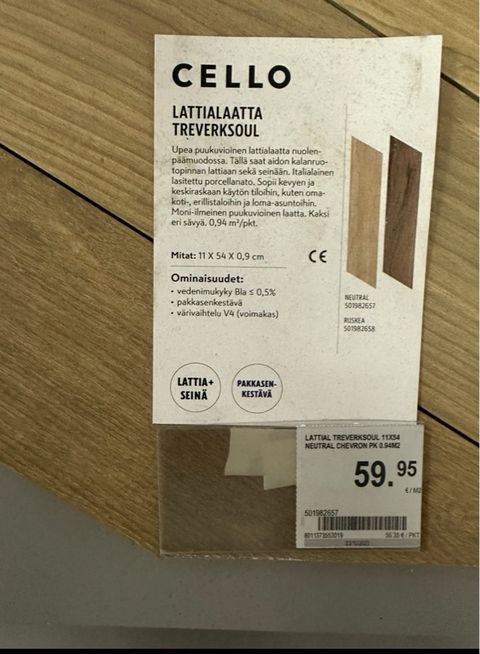 CELLO
LATTIALAATTA
TREVERKSOUL
Upea puukuvioinen lattialaatta nuolen-
päämuodossa. Tällä saat aidon kalanruo-
topinnan lattiaan sekä seinään. Italialainen
lasitettu porcellanato. Sopii kevyen ja
keskiraskaan käytön tiloihin, kuten oma-
koti-, erillistaloihin ja loma-asuntoihin.
Moni-ilmeinen puukuvioinen laatta. Kaksi
eri sävyä. 0,94 m²/pkt.
Mitat: 11 X 54 X 0,9 cm
CE
Ominaisuudet:
• vedenimukyky Bla ≤ 0,5%
• pakkasenkestävä
• värivaihtelu V4 (voimakas)
NEUTRAL
501982657
RUSKEA
501982658
LATTIA+
SEINÄ
PAKKASEN-
KESTÄVÄ
LATTIAL TREVERKSOUL 11X54
NEUTRAL CHEVRON PK 0.94M2
59.95
€/M2
501982657
8011373553019
56.35 € / PKT